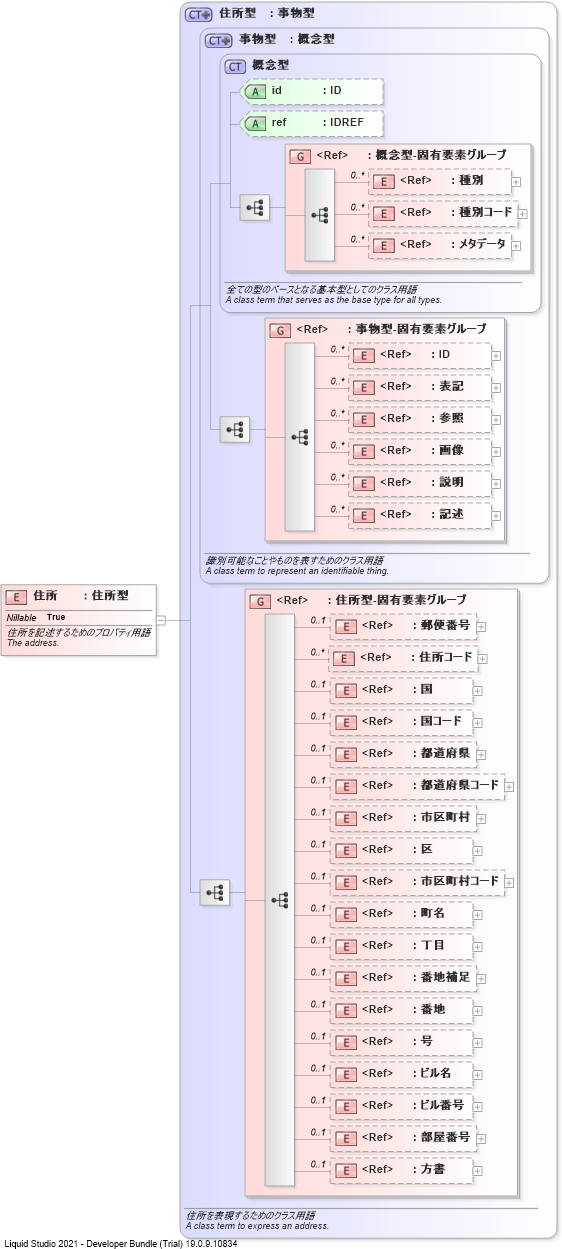 CT 住所型 : 事物型
CT 事物型 : 概念型
CT 概念型
A id : ID
A ref : IDREF
G <Ref> : 概念型-固有要素グループ
0..* E <Ref> : 種別
0..* E <Ref> : 種別コード
0..* E <Ref> : メタデータ
全ての型のベースとなる基本型としてのクラス用語
A class term that serves as the base type for all types.
G <Ref> : 事物型-固有要素グループ
0..* E <Ref> : ID
0..* E <Ref> : 表記
0..* E <Ref> : 参照
0..* E <Ref> : 画像
0..* E <Ref> : 説明
0..* E <Ref> : 記述
識別可能なことやものを表すためのクラス用語
A class term to represent an identifiable thing.
E 住所 : 住所型
Nillable True
住所を記述するためのプロパティ用語
The address.
G <Ref> : 住所型-固有要素グループ
0..1 E <Ref> : 郵便番号
0..* E <Ref> : 住所コード
0..1 E <Ref> : 国
0..1 E <Ref> : 国コード
0..1 E <Ref> : 都道府県
0..1 E <Ref> : 都道府県コード
0..1 E <Ref> : 市区町村
0..1 E <Ref> : 区
0..1 E <Ref> : 市区町村コード
0..1 E <Ref> : 町名
0..1 E <Ref> : 丁目
0..1 E <Ref> : 番地補足
0..1 E <Ref> : 番地
0..1 E <Ref> : 号
0..1 E <Ref> : ビル名
0..1 E <Ref> : ビル番号
0..1 E <Ref> : 部屋番号
0..1 E <Ref> : 方書
住所を表現するためのクラス用語
A class term to express an address.
Liquid Studio 2021 - Developer Bundle (Trial) 19.0.9.10834